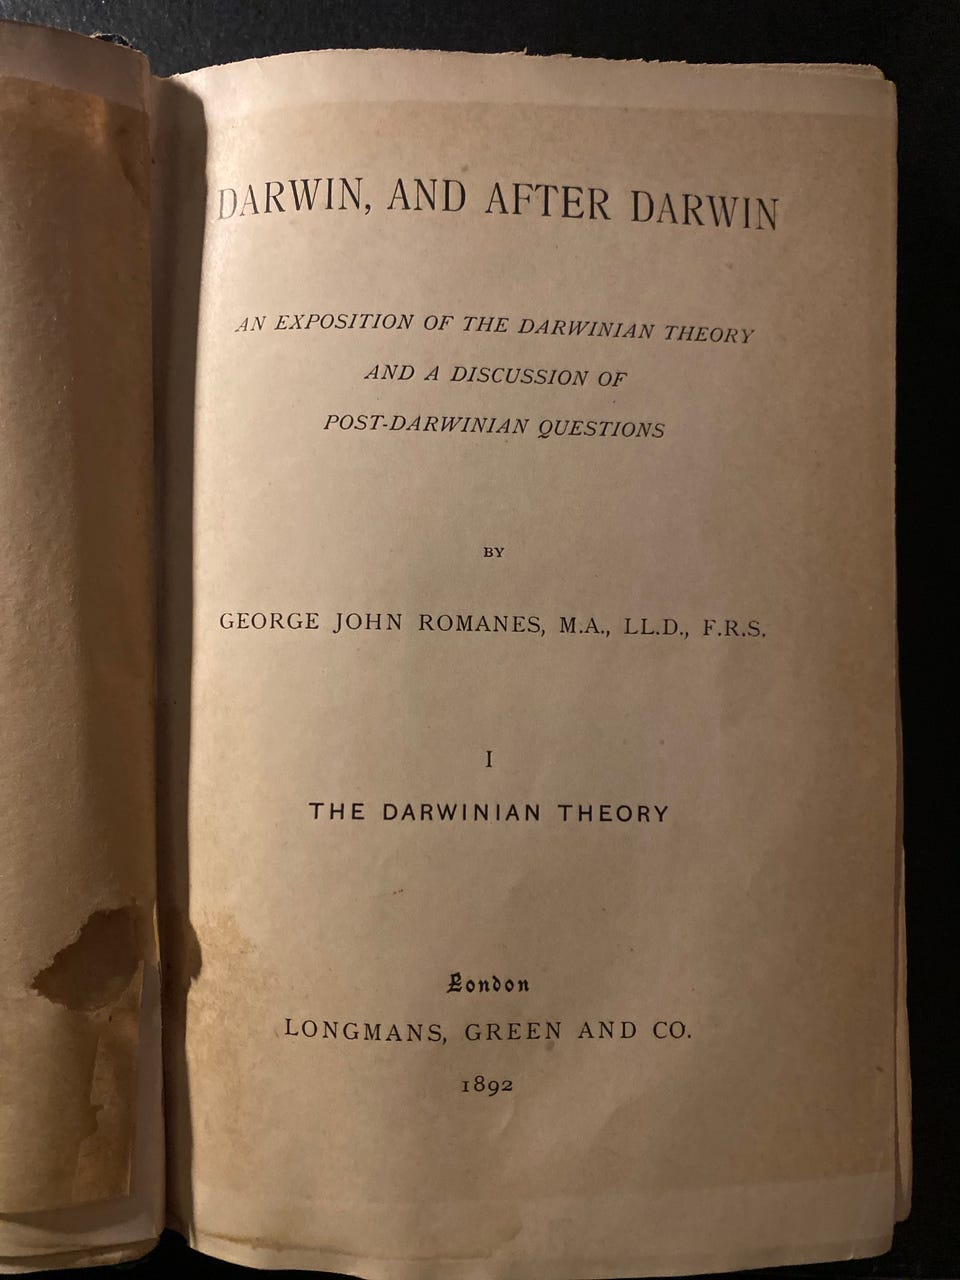 DARWIN, AND AFTER DARWIN
AN EXPOSITION OF THE DARWINIAN THEORY
AND A DISCUSSION OF
POST-DARWINIAN QUESTIONS
BY
GEORGE JOHN ROMANES, M.A., LL.D., F.R.S.
I
THE DARWINIAN THEORY
London
LONGMANS, GREEN AND CO.
1892